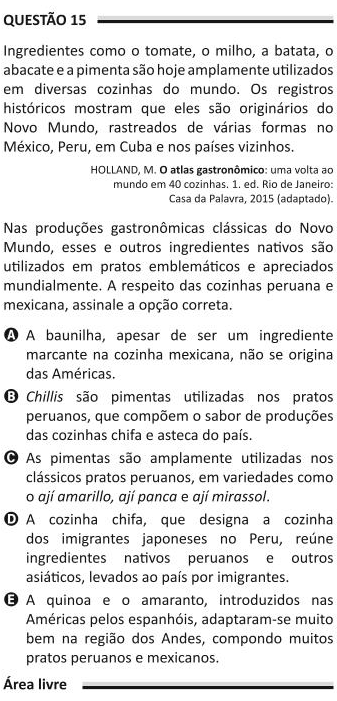 QUESTÃO 15
Ingredientes como o tomate, o milho, a batata, o
abacate e a pimenta são hoje amplamente utilizados
em diversas cozinhas do mundo. Os registros
históricos mostram que eles são originários do
Novo Mundo, rastreados de várias formas no
México, Peru, em Cuba e nos países vizinhos.
HOLLAND, M. O atlas gastronômico: uma volta ao
mundo em 40 cozinhas. 1. ed. Rio de Janeiro:
Casa da Palavra, 2015 (adaptado).
Nas produções gastronômicas clássicas do Novo
Mundo, esses e outros ingredientes nativos são
utilizados em pratos emblemáticos e apreciados
mundialmente. A respeito das cozinhas peruana e
mexicana, assinale a opção correta.
A A baunilha, apesar de ser um ingrediente
marcante na cozinha mexicana, não se origina
das Américas.
B Chillis são pimentas utilizadas nos pratos
peruanos, que compõem o sabor de produções
das cozinhas chifa e asteca do país.
C As pimentas são amplamente utilizadas nos
clássicos pratos peruanos, em variedades como
o ají amarillo, ají panca e ají mirassol.
D A cozinha chifa, que designa a cozinha
dos imigrantes japoneses no Peru, reúne
ingredientes nativos peruanos e outros
asiáticos, levados ao país por imigrantes.
E A quinoa e o amaranto, introduzidos nas
Américas pelos espanhóis, adaptaram-se muito
bem na região dos Andes, compondo muitos
pratos peruanos e mexicanos.
Área livre